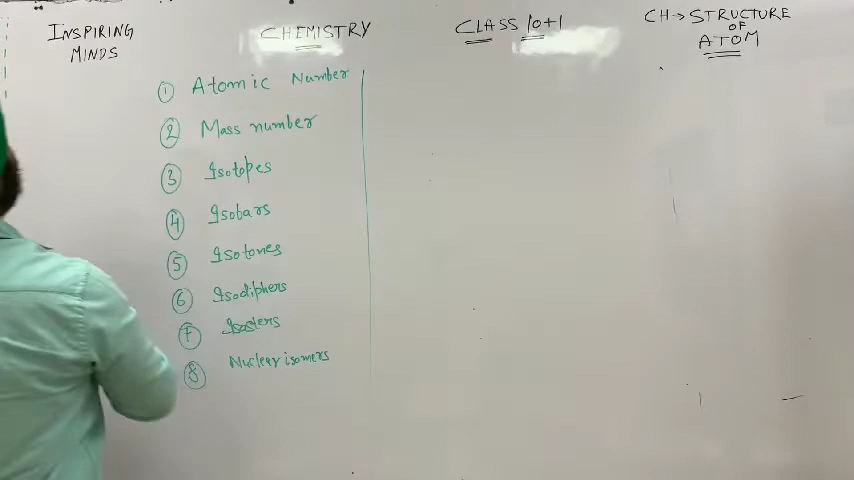 INSPIRING
MINDS
CHEMISTRY
CLASS 10+1
CH → STRUCTURE
OF
ATOM
① Atomic Number
② Mass number
③ Isotopes
④ Isobars
⑤ Isotones
⑥ Isodiphers
⑦ Isosters
⑧ Nuclear isomers